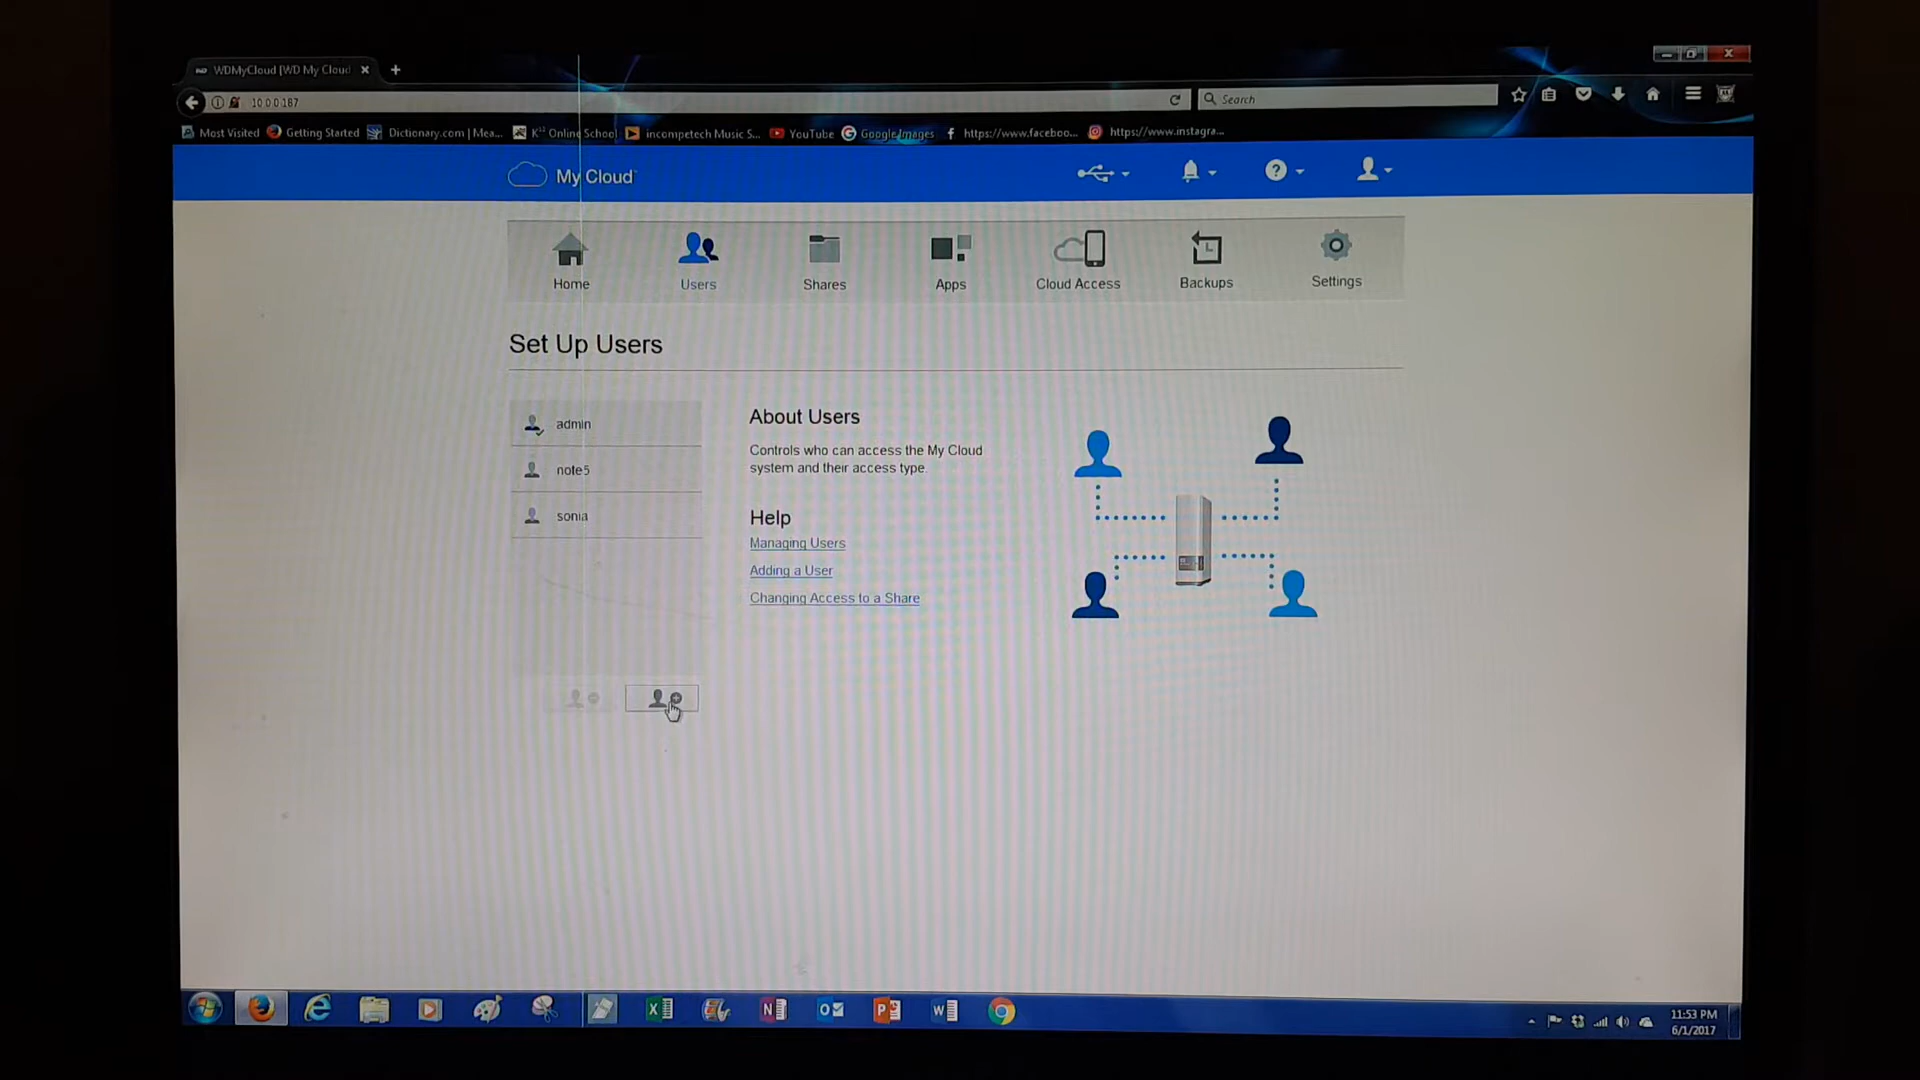 WDMyCloud [WD My Cloud
10.0.0.187
Search
Most Visited
Getting Started
Dictionary.com | Mea...
K¹² Online School
incompetech Music S...
YouTube
Google Images
https://www.faceboo...
https://www.instagra...
My Cloud
Home
Users
Shares
Apps
Cloud Access
Backups
Settings
Set Up Users
admin
note5
sonia
About Users
Controls who can access the My Cloud
system and their access type.
Help
Managing Users
Adding a User
Changing Access to a Share
11:53 PM
6/1/2017